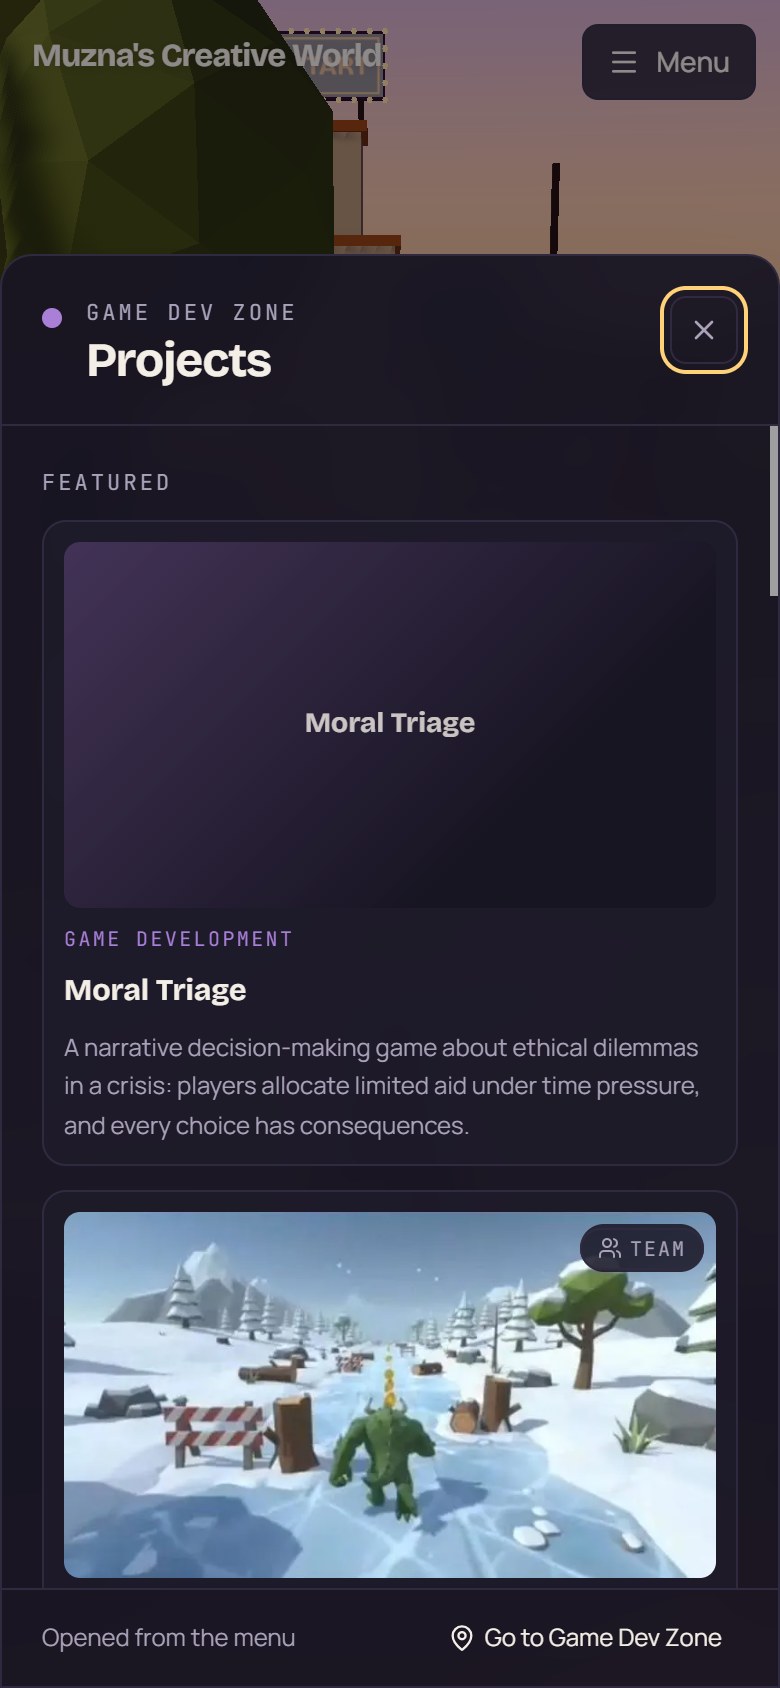 Muzna's Creative World
Menu
GAME DEV ZONE
Projects
FEATURED
Moral Triage
GAME DEVELOPMENT
Moral Triage
A narrative decision-making game about ethical dilemmas
in a crisis: players allocate limited aid under time pressure,
and every choice has consequences.
TEAM
Opened from the menu
Go to Game Dev Zone